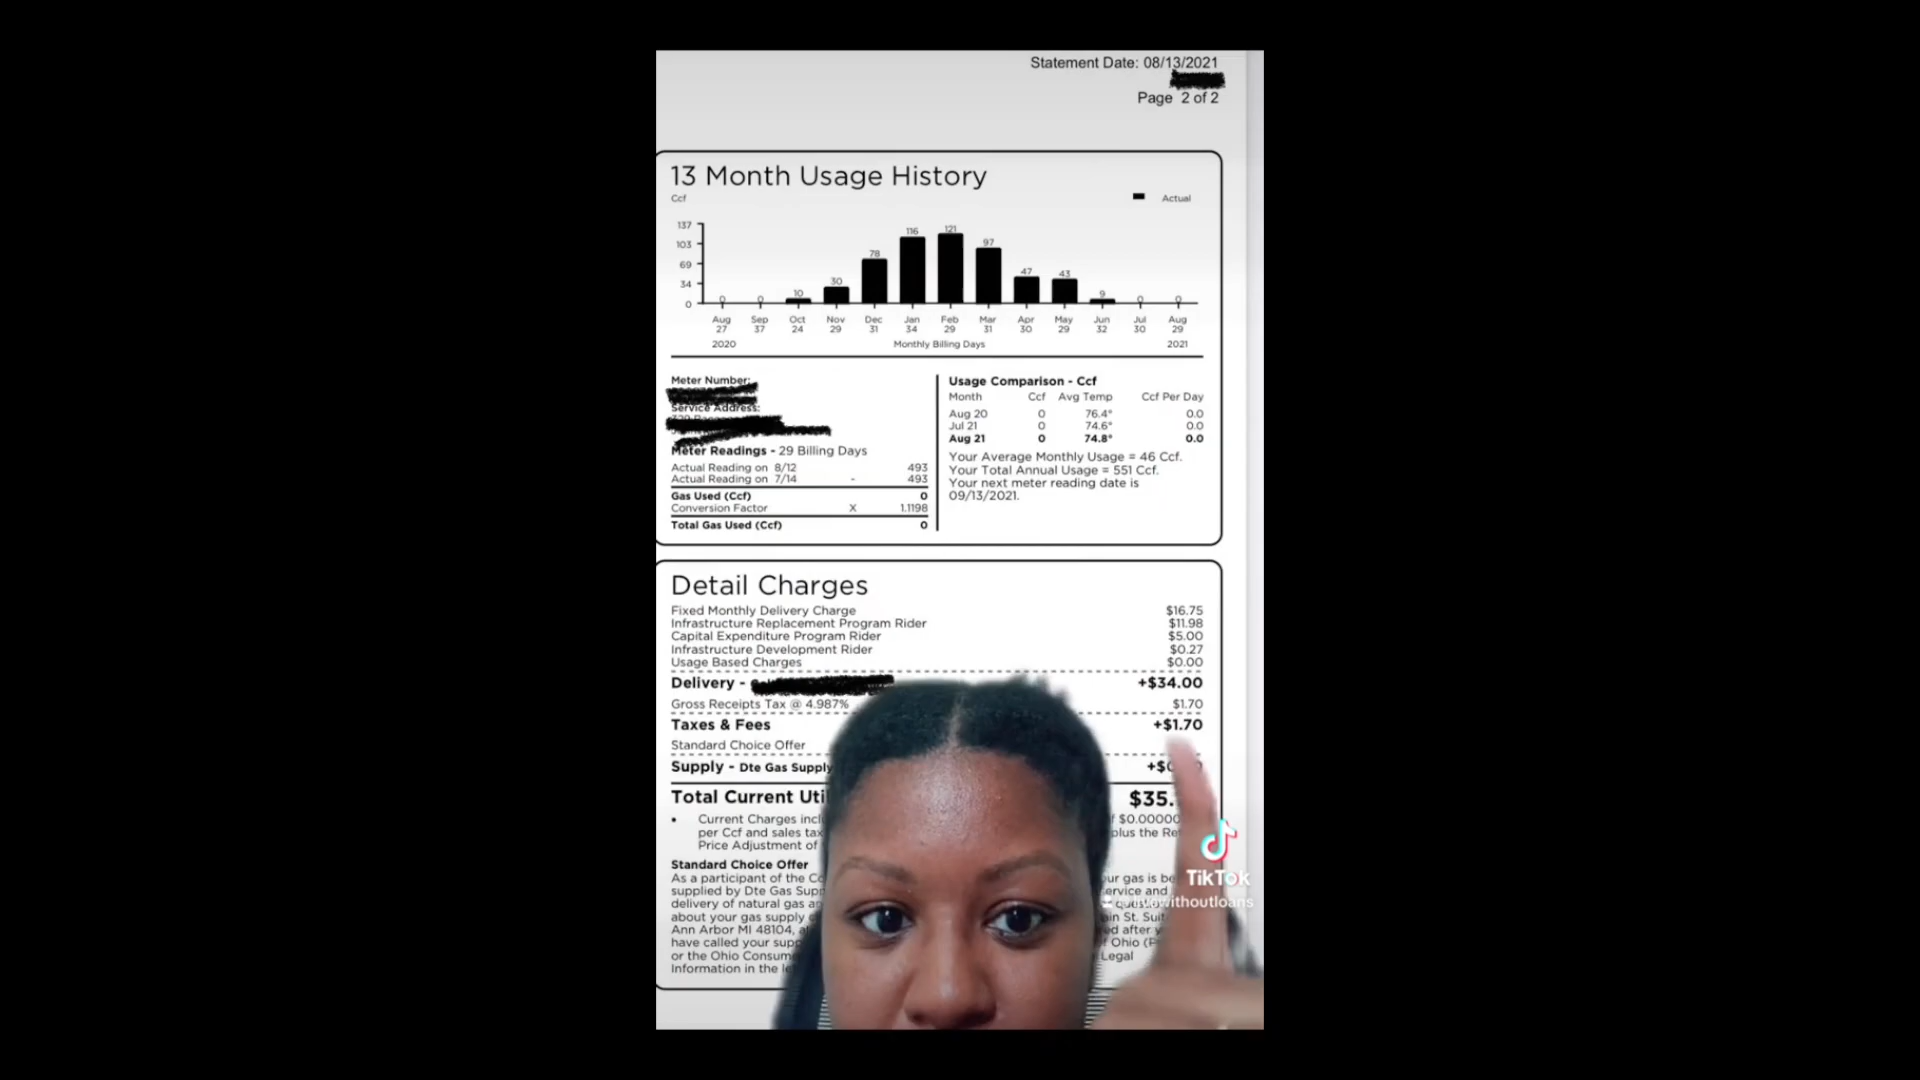 Statement Date: 08/13/2021
Page 2 of 2
13 Month Usage History
Ccf
Actual
137
103
69
34
0
0 0 10 30 78 116 121 97 47 43 9 0 0
Aug Sep Oct Nov Dec Jan Feb Mar Apr May Jun Jul Aug
27 37 24 29 31 34 29 31 30 29 32 30 29
2020 Monthly Billing Days 2021
Meter Number:
Service Address:
Meter Readings - 29 Billing Days
Actual Reading on 8/12 493
Actual Reading on 7/14 - 493
Gas Used (Ccf) 0
Conversion Factor X 1.1198
Total Gas Used (Ccf) 0
Usage Comparison - Ccf
Month Ccf Avg Temp Ccf Per Day
Aug 20 0 76.4° 0.0
Jul 21 0 74.6° 0.0
Aug 21 0 74.8° 0.0
Your Average Monthly Usage = 46 Ccf.
Your Total Annual Usage = 551 Ccf.
Your next meter reading date is
09/13/2021.
Detail Charges
Fixed Monthly Delivery Charge $16.75
Infrastructure Replacement Program Rider $11.98
Capital Expenditure Program Rider $5.00
Infrastructure Development Rider $0.27
Usage Based Charges $0.00
Delivery - +$34.00
Gross Receipts Tax @ 4.987% $1.70
Taxes & Fees +$1.70
Standard Choice Offer
Supply - Dte Gas Supply
Total Current $35.
Current Charges f $0.00000
per Ccf and sales tax plus the
Price Adjustment of
Standard Choice Offer
As a participant of the gas is
supplied by Dte Gas service and
delivery of natural gas
about your gas supply St.
Ann Arbor MI 48104, after
have called your Ohio
or the Ohio Legal
Information in the
TikTok